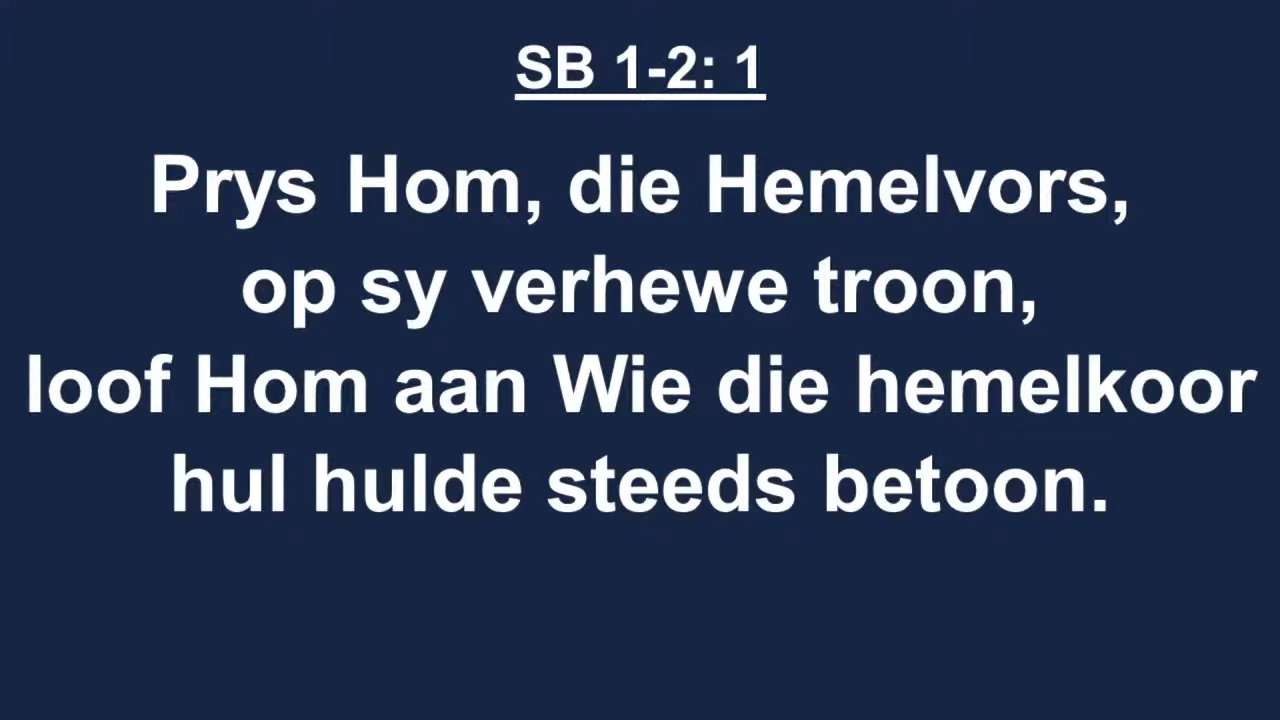 SB 1-2: 1
Prys Hom, die Hemelvors,
op sy verhewe troon,
loof Hom aan Wie die hemelkoor
hul hulde steeds betoon.